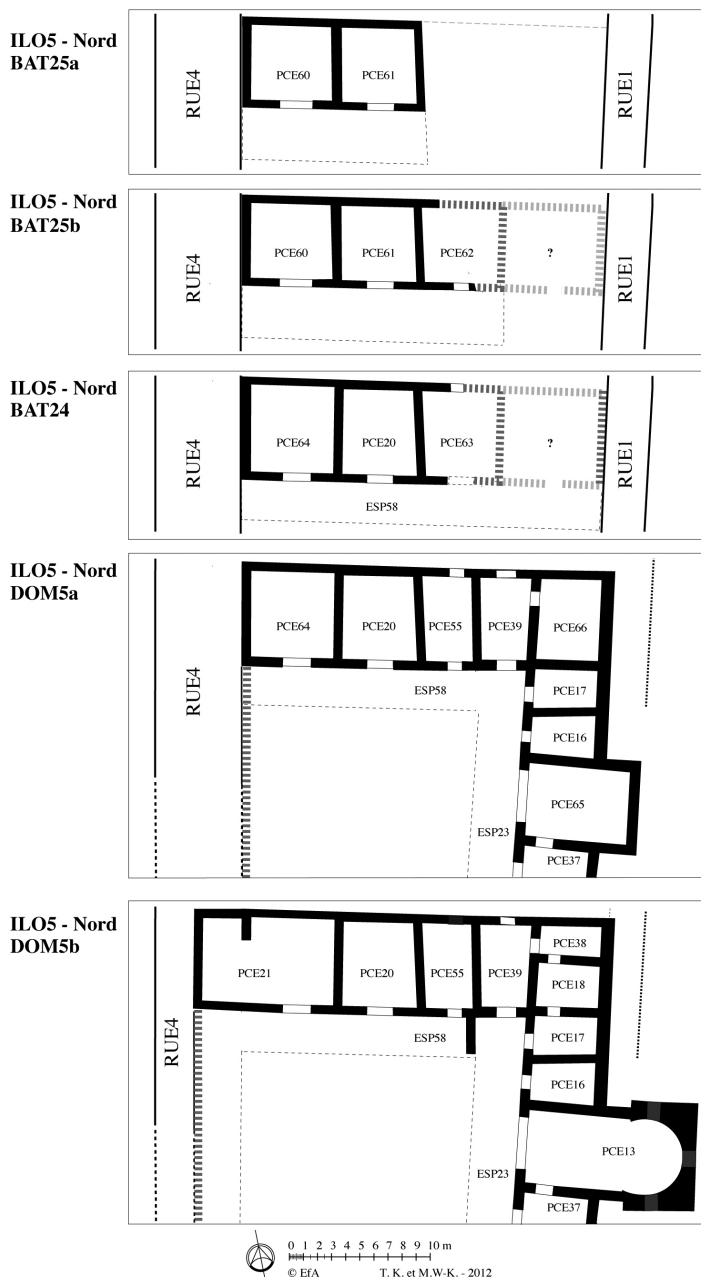 ILO5 - Nord
BAT25a
RUE4
PCE60
PCE61
RUE1
ILO5 - Nord
BAT25b
RUE4
PCE60
PCE61
PCE62
?
RUE1
ILO5 - Nord
BAT24
RUE4
PCE64
PCE20
PCE63
?
RUE1
ESP58
ILO5 - Nord
DOM5a
RUE4
PCE64
PCE20
PCE55
PCE39
PCE66
ESP58
PCE17
PCE16
PCE65
ESP23
PCE37
ILO5 - Nord
DOM5b
RUE4
PCE21
PCE20
PCE55
PCE39
PCE38
PCE18
ESP58
PCE17
PCE16
PCE13
ESP23
PCE37
0 1 2 3 4 5 6 7 8 9 10 m
© EfA T. K. et M.W-K. - 2012